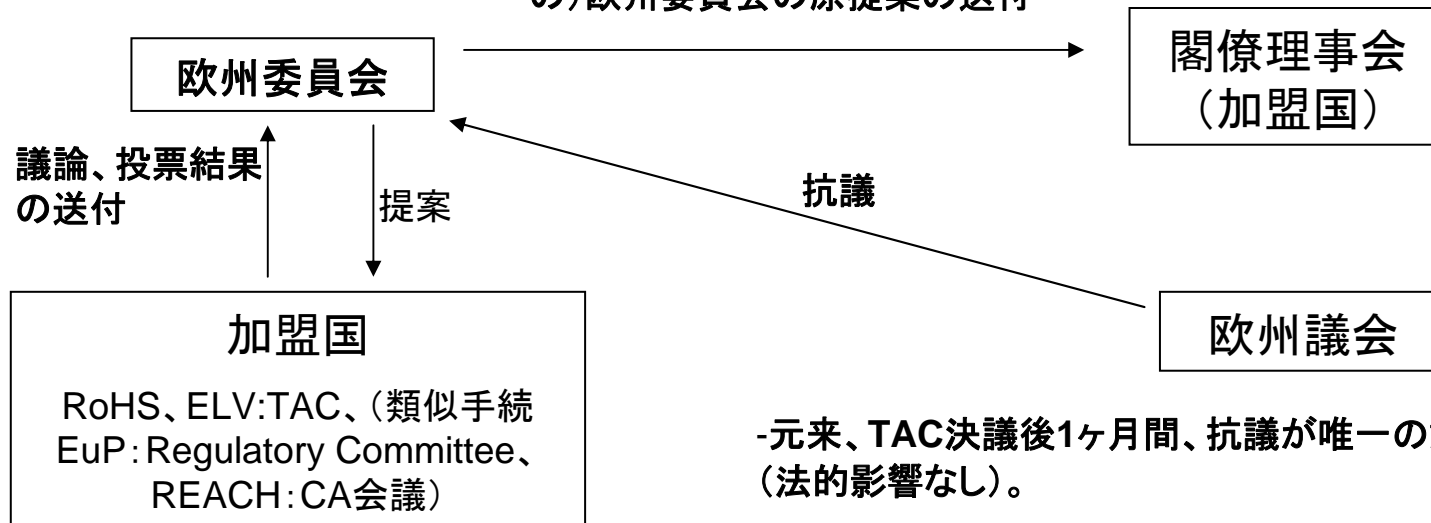 の)欧州委員会の原提案の送付
欧州委員会
閣僚理事会
（加盟国）
議論、投票結果
の送付
提案
抗議
加盟国
RoHS、ELV:TAC、（類似手続
EuP：Regulatory Committee、
REACH：CA会議）
欧州議会
-元来、TAC決議後1ヶ月間、抗議が唯一の
（法的影響なし）。